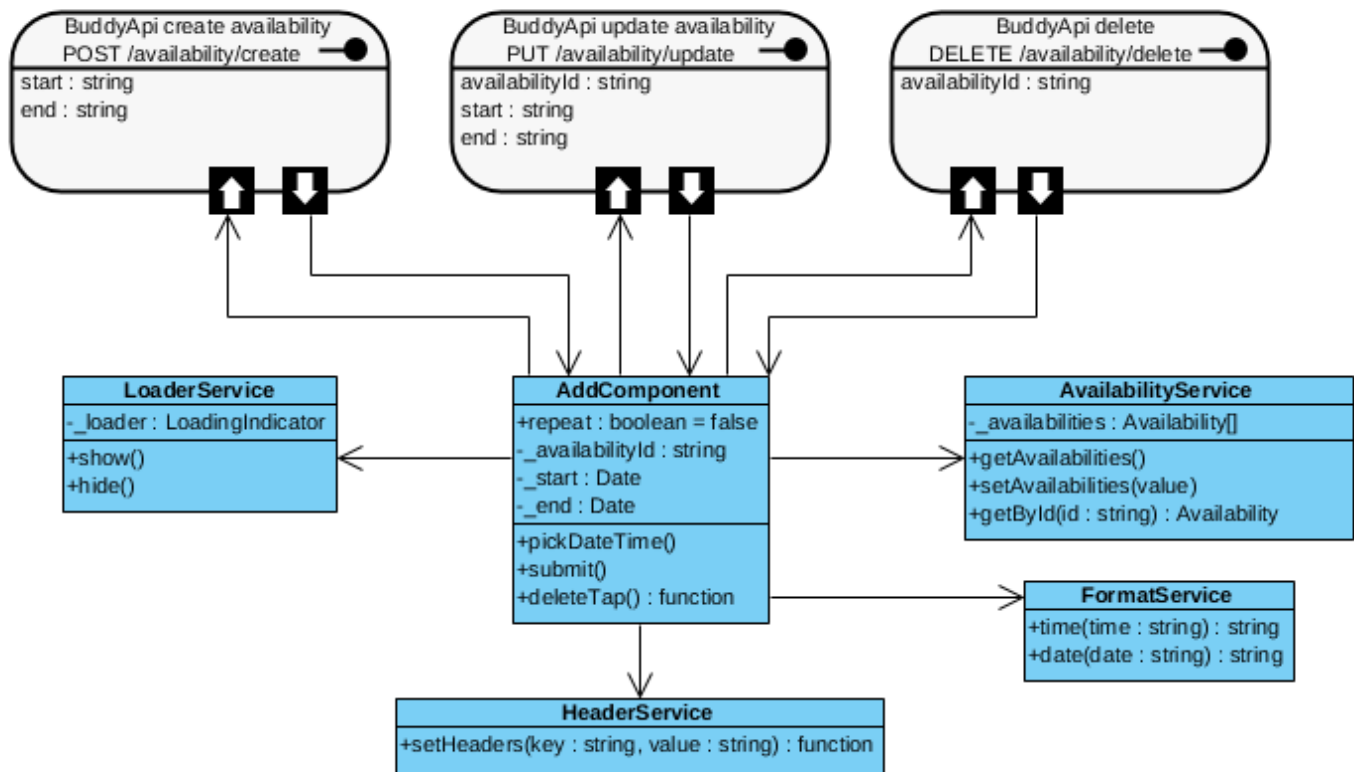 BuddyApi create availability
POST /availability/create
start : string
end : string
BuddyApi update availability
PUT /availability/update
availabilityId : string
start : string
end : string
BuddyApi delete
DELETE /availability/delete
availabilityId : string
LoaderService
-_loader : LoadingIndicator
+show()
+hide()
AddComponent
+repeat : boolean = false
-_availabilityId : string
-_start : Date
-_end : Date
+pickDateTime()
+submit()
+deleteTap() : function
AvailabilityService
-_availabilities : Availability[]
+getAvailabilities()
+setAvailabilities(value)
+getById(id : string) : Availability
FormatService
+time(time : string) : string
+date(date : string) : string
HeaderService
+setHeaders(key : string, value : string) : function